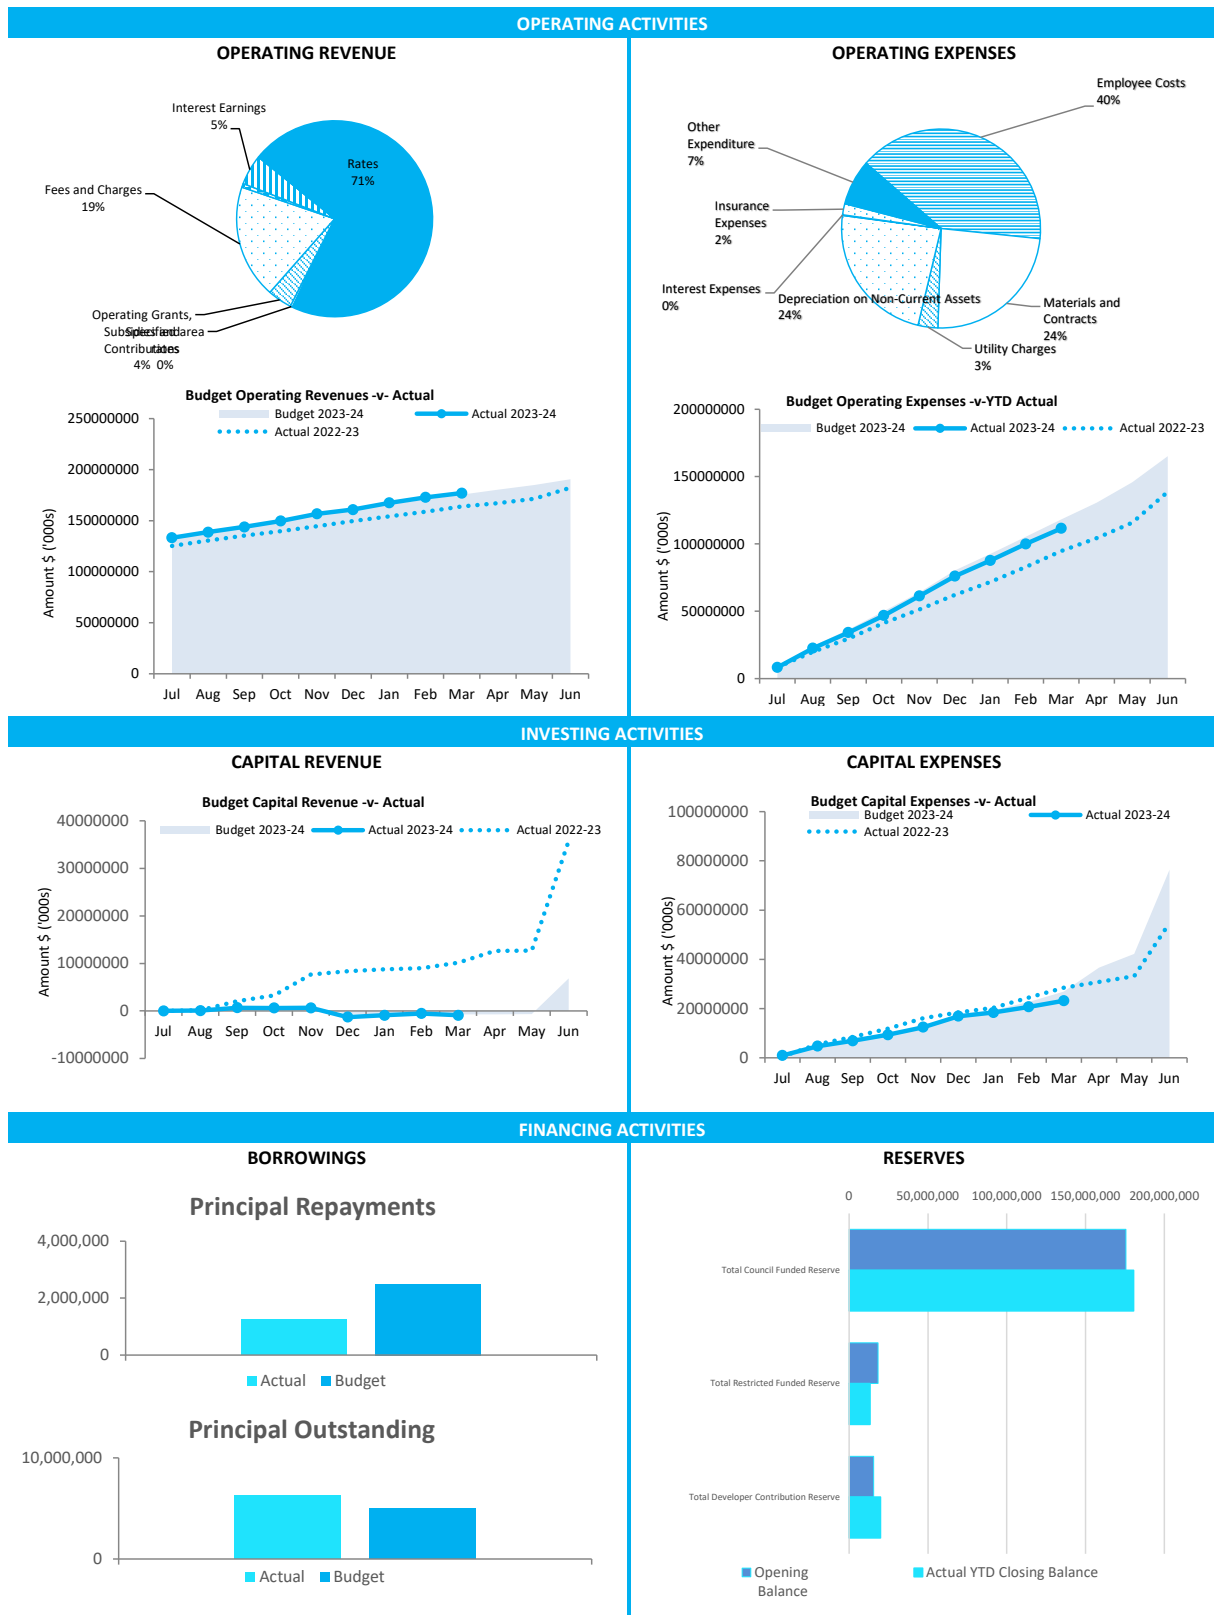 OPERATING ACTIVITIES
OPERATING REVENUE
Interest Earnings
5%
Rates
71%
Fees and Charges
19%
Operating Grants,
Subsidies and
Contributions
4%
Specified area
rates
0%
Budget Operating Revenues -v- Actual
Budget 2023-24
Actual 2023-24
Actual 2022-23
Amount $ ('000s)
250000000
200000000
150000000
100000000
50000000
0
Jul Aug Sep Oct Nov Dec Jan Feb Mar Apr May Jun
OPERATING EXPENSES
Employee Costs
40%
Other
Expenditure
7%
Insurance
Expenses
2%
Interest Expenses
0%
Depreciation on Non-Current Assets
24%
Materials and
Contracts
24%
Utility Charges
3%
Budget Operating Expenses -v-YTD Actual
Budget 2023-24 Actual 2023-24 Actual 2022-23
Amount $ ('000s)
200000000
150000000
100000000
50000000
0
Jul Aug Sep Oct Nov Dec Jan Feb Mar Apr May Jun
INVESTING ACTIVITIES
CAPITAL REVENUE
Budget Capital Revenue -v- Actual
Budget 2023-24 Actual 2023-24 Actual 2022-23
Amount $ ('000s)
40000000
30000000
20000000
10000000
0
-10000000
Jul Aug Sep Oct Nov Dec Jan Feb Mar Apr May Jun
CAPITAL EXPENSES
Budget Capital Expenses -v- Actual
Budget 2023-24
Actual 2023-24
Actual 2022-23
Amount $ ('000s)
100000000
80000000
60000000
40000000
20000000
0
Jul Aug Sep Oct Nov Dec Jan Feb Mar Apr May Jun
FINANCING ACTIVITIES
BORROWINGS
Principal Repayments
4,000,000
2,000,000
0
Actual Budget
Principal Outstanding
10,000,000
0
Actual Budget
RESERVES
0 50,000,000 100,000,000 150,000,000 200,000,000
Total Council Funded Reserve
Total Restricted Funded Reserve
Total Developer Contribution Reserve
Opening
Balance
Actual YTD Closing Balance